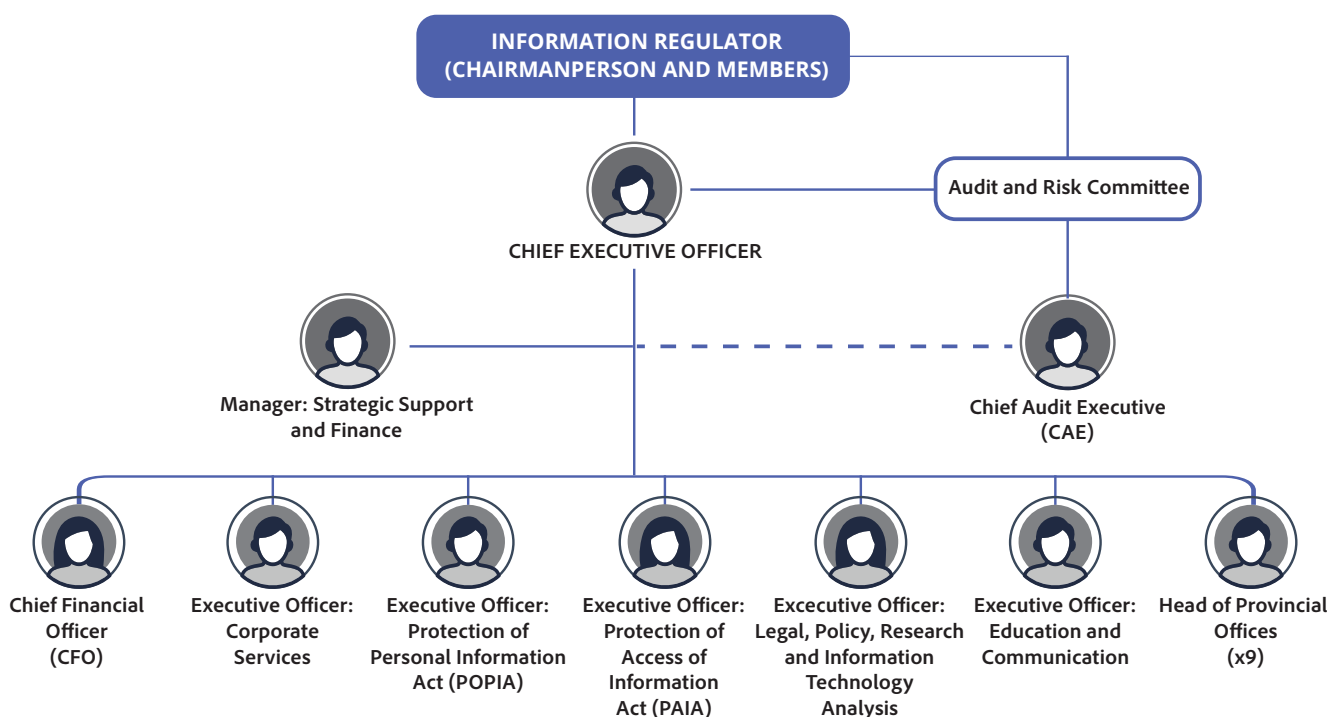 INFORMATION REGULATOR
(CHAIRMANPERSON AND MEMBERS)
Audit and Risk Committee
CHIEF EXECUTIVE OFFICER
Manager: Strategic Support
and Finance
Chief Audit Executive
(CAE)
Chief Financial
Officer
(CFO)
Executive Officer:
Corporate
Services
Executive Officer:
Protection of
Personal Information
Act (POPIA)
Executive Officer:
Protection of
Access of
Information
Act (PAIA)
Excecutive Officer:
Legal, Policy, Research
and Information
Technology
Analysis
Executive Officer:
Education and
Communication
Head of Provincial
Offices
(x9)